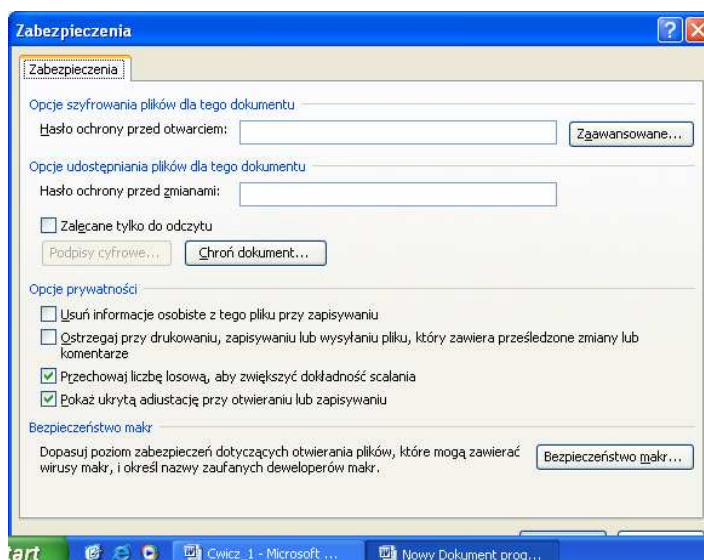 Zabezpieczenia
Zabezpieczenia
Opcje szyfrowania plików dla tego dokumentu
Hasło ochrony przed otwarciem:
Zaawansowane...
Opcje udostępniania plików dla tego dokumentu
Hasło ochrony przed zmianami:
Zalecane tylko do odczytu
Podpisy cyfrowe...
Chroń dokument...
Opcje prywatności
Usuń informacje osobiste z tego pliku przy zapisywaniu
Ostrzegaj przy drukowaniu, zapisywaniu lub wysyłaniu pliku, który zawiera prześledzone zmiany lub
komentarze
Przechowaj liczbę losową, aby zwiększyć dokładność scalania
Pokaż ukrytą adiustację przy otwieraniu lub zapisywaniu
Bezpieczeństwo makr
Dopasuj poziom zabezpieczeń dotyczących otwierania plików, które mogą zawierać
wirusy makr, i określ nazwy zaufanych deweloperów makr.
Bezpieczeństwo makr...
tart
Cwicz_1 - Microsoft ...
Nowy Dokument prog...